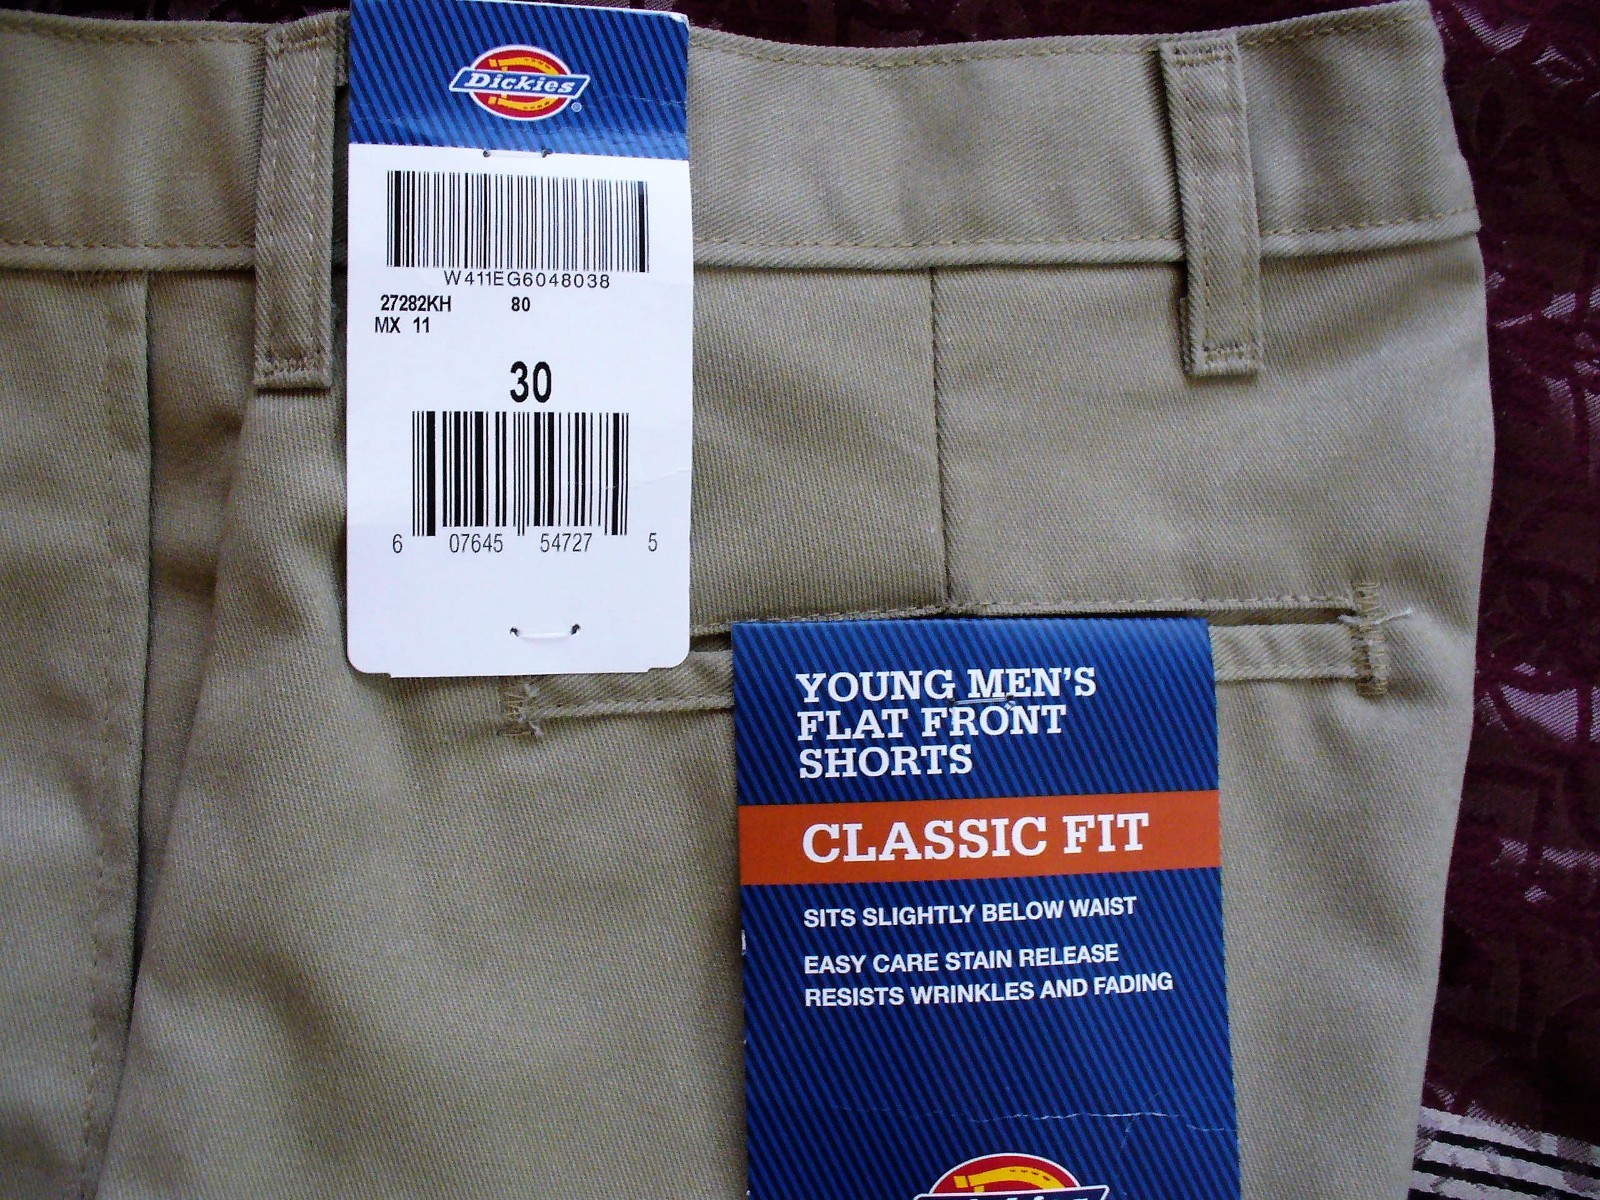 Dickies
®
W411EG6048038
27282KH 80
MX 11
30
6 07645 54727 5
YOUNG MEN'S
FLAT FRONT
SHORTS
CLASSIC FIT
SITS SLIGHTLY BELOW WAIST
EASY CARE STAIN RELEASE
RESISTS WRINKLES AND FADING
Dickies